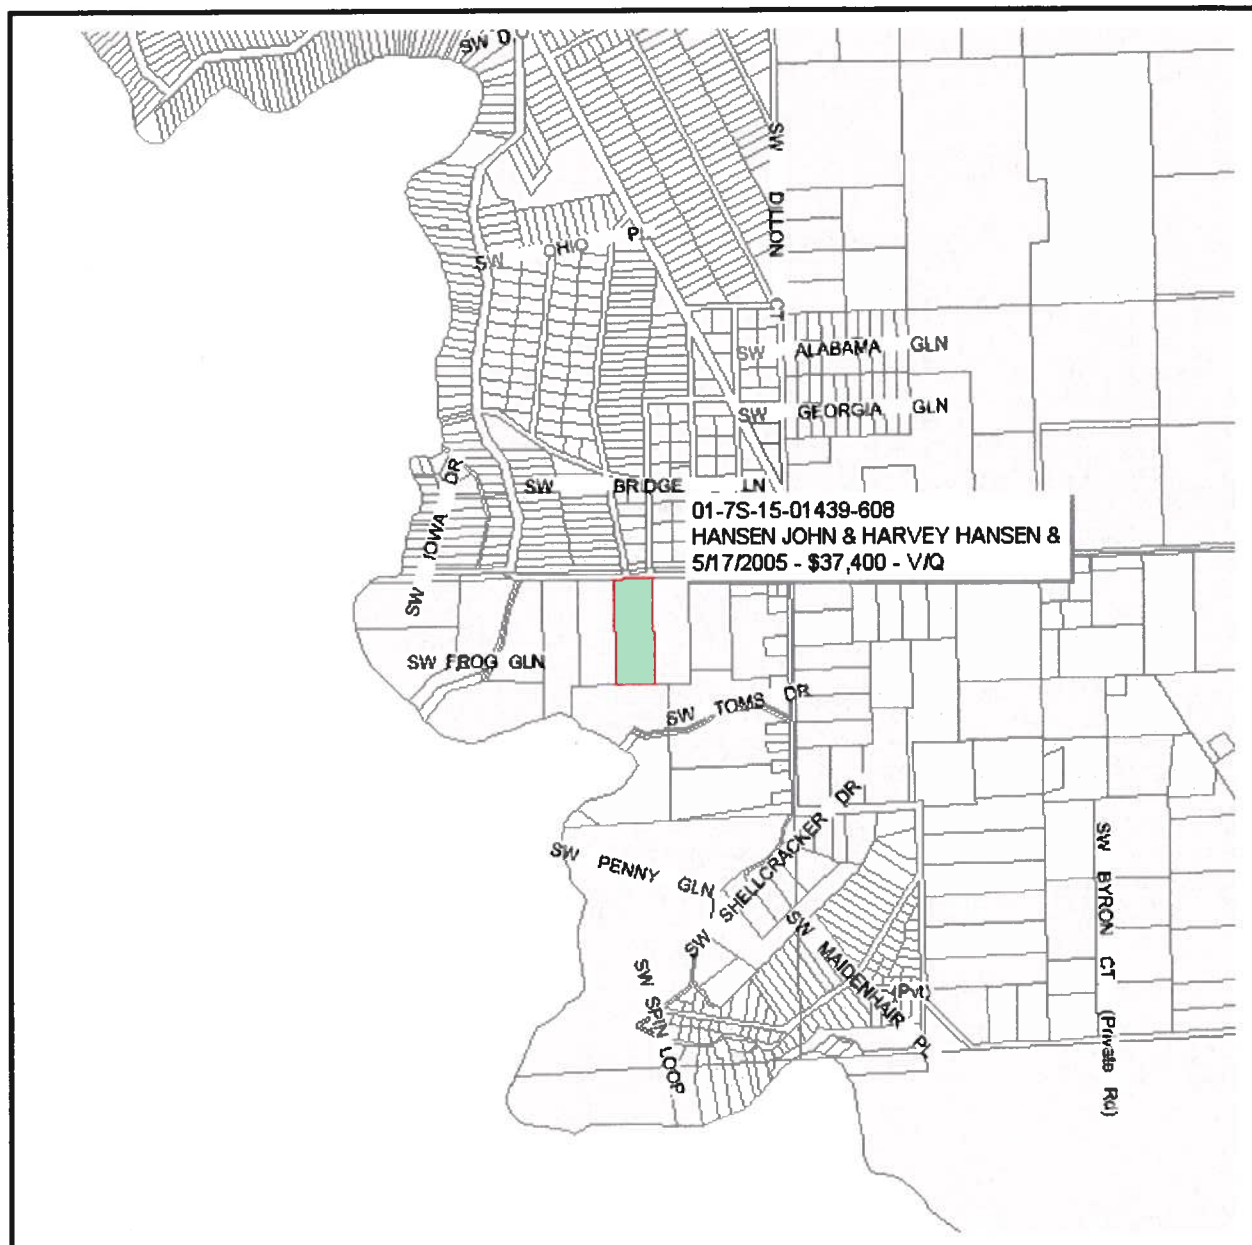 SW D
SW DILLON CT
SW OHIO Pl
SW ALABAMA GLN
SW GEORGIA GLN
SW IOWA DR
SW BRIDGE LN
01-7S-15-01439-608
HANSEN JOHN & HARVEY HANSEN &
5/17/2005 - $37,400 - V/Q
SW FROG GLN
SW TOMS DR
SW SHELLCRACKER DR
SW PENNY GLN
SW MAIDENHAIR PL
(Pvt)
SW SPIN LOOP
SW BYRON CT (Private Rd)